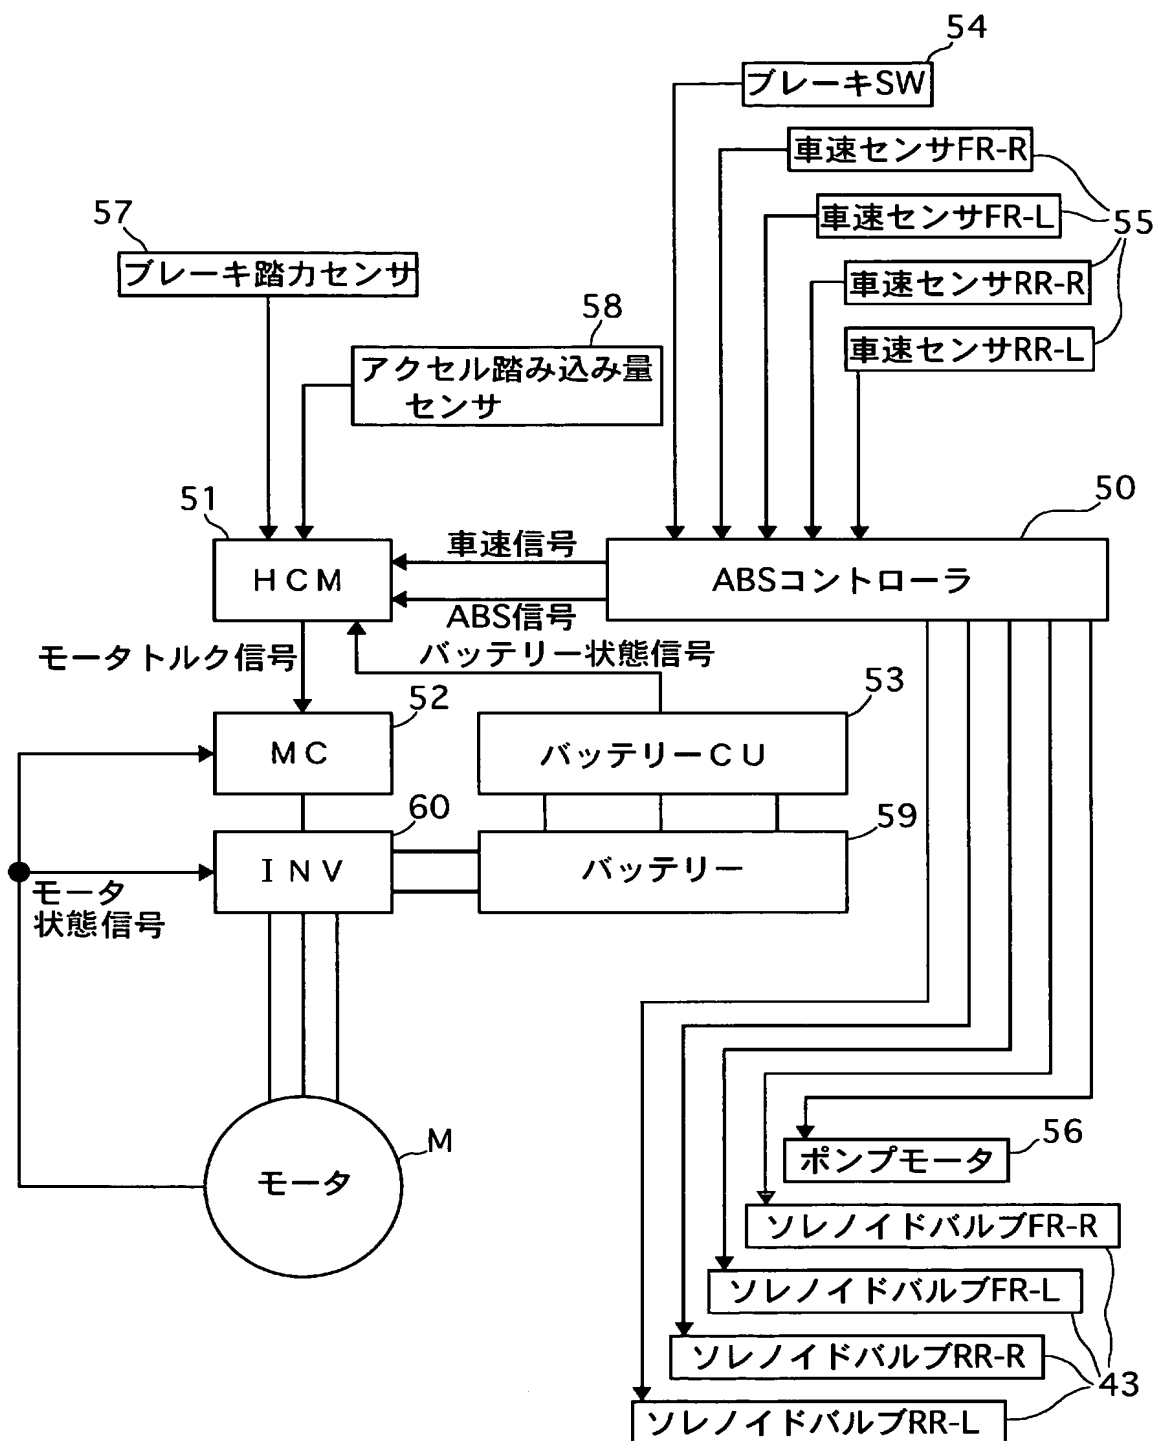 54
ブレーキSW
車速センサFR-R
57
車速センサFR-L
55
ブレーキ踏力センサ
車速センサRR-R
58
車速センサRR-L
アクセル踏み込み量
センサ
51
50
車速信号
HCM
ABSコントローラ
ABS信号
モータトルク信号
バッテリー状態信号
52
53
MC
バッテリーCU
60
59
INV
バッテリー
モータ
状態信号
M
モータ
56
ポンプモータ
ソレノイドバルブFR-R
ソレノイドバルブFR-L
ソレノイドバルブRR-R
43
ソレノイドバルブRR-L